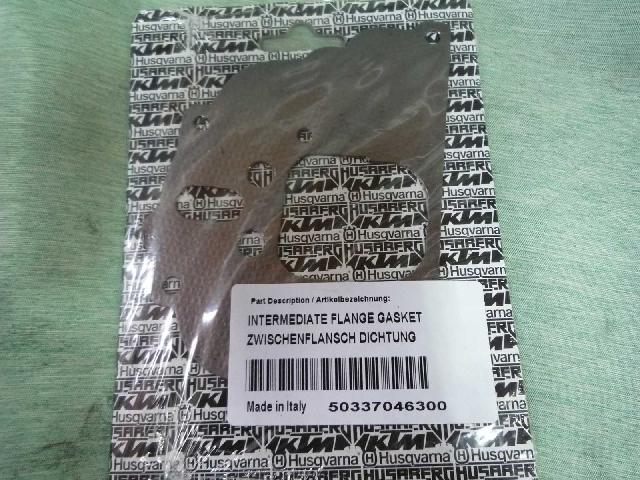 Part Description / Artikelbezeichnung:
INTERMEDIATE FLANGE GASKET
ZWISCHENFLANSCH DICHTUNG
Made in Italy 50337046300
KTM
Husqvarna
HUSABERG